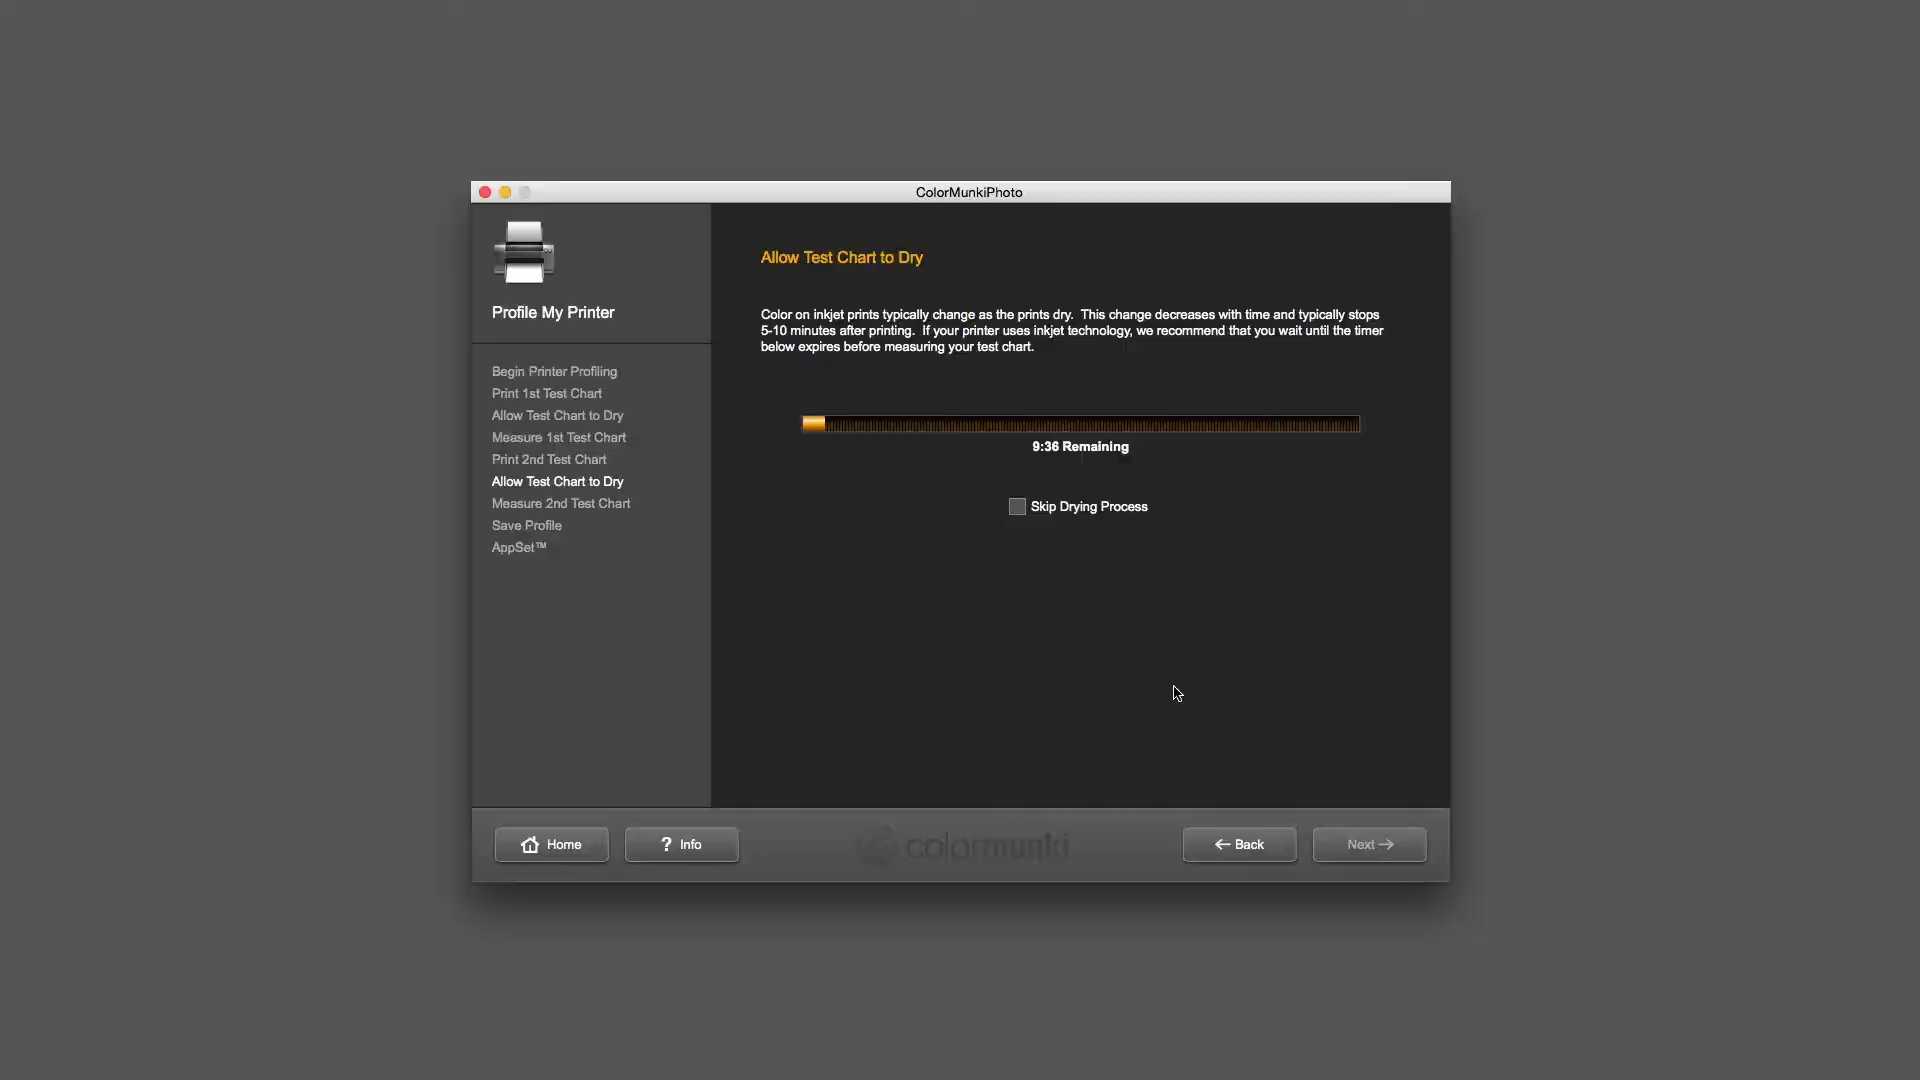 ColorMunkiPhoto
Profile My Printer
Begin Printer Profiling
Print 1st Test Chart
Allow Test Chart to Dry
Measure 1st Test Chart
Print 2nd Test Chart
Allow Test Chart to Dry
Measure 2nd Test Chart
Save Profile
AppSet™
Allow Test Chart to Dry
Color on inkjet prints typically change as the prints dry.  This change decreases with time and typically stops
5-10 minutes after printing.  If your printer uses inkjet technology, we recommend that you wait until the timer
below expires before measuring your test chart.
9:36 Remaining
Skip Drying Process
Home
? Info
colormunki
← Back
Next →